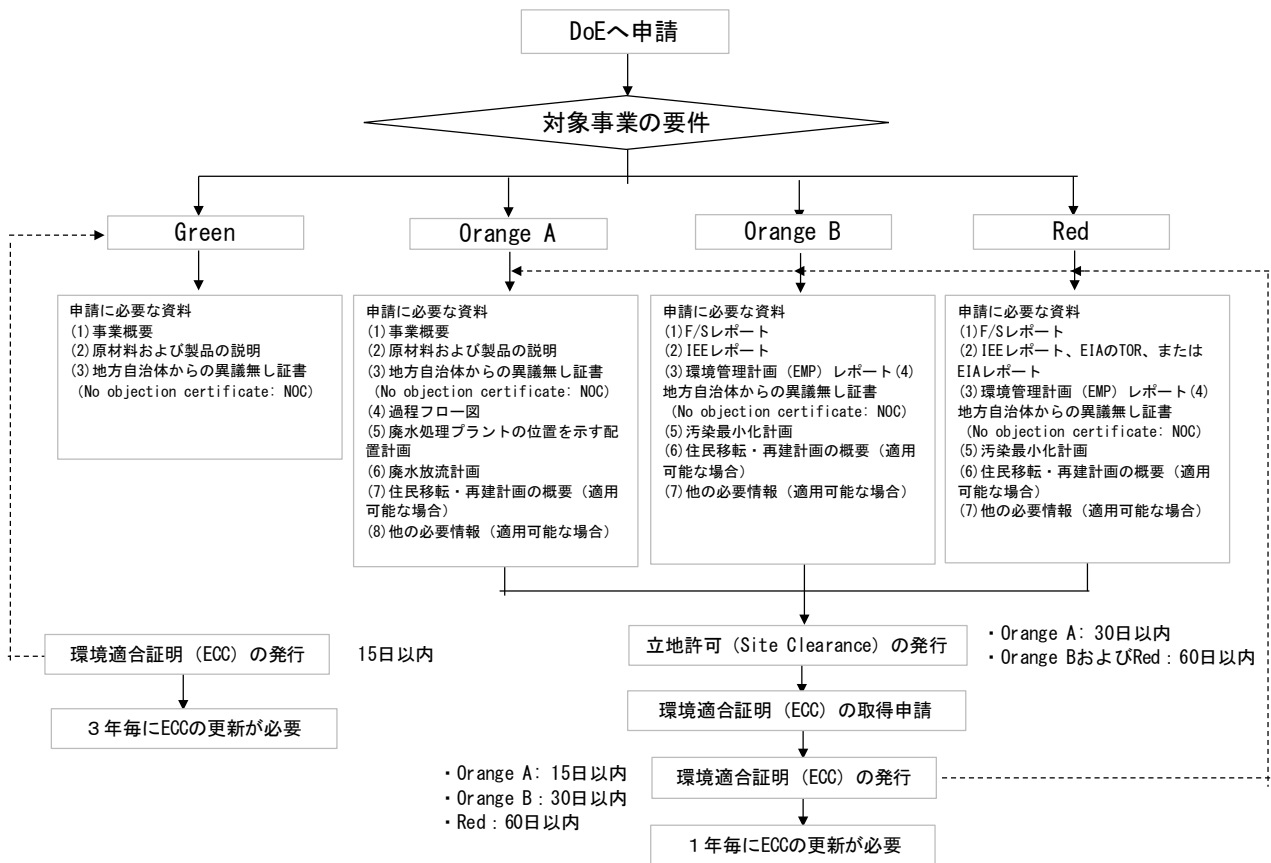 DoEへ申請
対象事業の要件
Green
Orange A
Orange B
Red
申請に必要な資料
(1)事業概要
(2)原材料および製品の説明
(3)地方自治体からの異議無し証書
(No objection certificate: NOC)
申請に必要な資料
(1)事業概要
(2)原材料および製品の説明
(3)地方自治体からの異議無し証書
(No objection certificate: NOC)
(4)過程フロー図
(5)廃水処理プラントの位置を示す配
置計画
(6)廃水放流計画
(7)住民移転・再建計画の概要（適用
可能な場合）
(8)他の必要情報（適用可能な場合）
申請に必要な資料
(1)F/Sレポート
(2)IEEレポート
(3)環境管理計画（EMP）レポート(4)
地方自治体からの異議無し証書
（No objection certificate: NOC）
(5)汚染最小化計画
(6)住民移転・再建計画の概要（適用
可能な場合）
(7)他の必要情報（適用可能な場合）
申請に必要な資料
(1)F/Sレポート
(2)IEEレポート、EIAのTOR、または
EIAレポート
(3)環境管理計画（EMP）レポート(4)
地方自治体からの異議無し証書
（No objection certificate: NOC）
(5)汚染最小化計画
(6)住民移転・再建計画の概要（適用
可能な場合）
(7)他の必要情報（適用可能な場合）
環境適合証明（ECC）の発行
15日以内
３年毎にECCの更新が必要
立地許可（Site Clearance）の発行
・Orange A: 30日以内
・Orange BおよびRed：60日以内
環境適合証明（ECC）の取得申請
・Orange A: 15日以内
・Orange B：30日以内
・Red：60日以内
環境適合証明（ECC）の発行
１年毎にECCの更新が必要